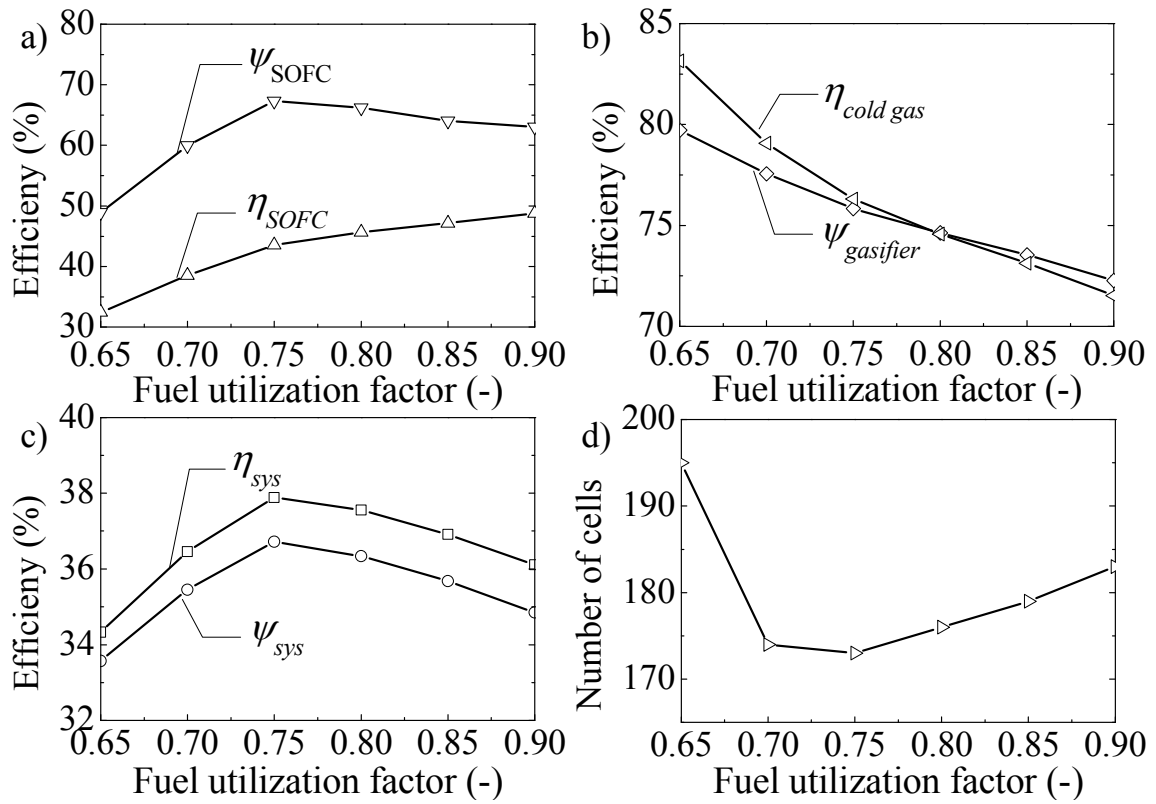 a)
ψSOFC
ηSOFC
Efficieny (%)
80
70
60
50
40
30
0.65 0.70 0.75 0.80 0.85 0.90
Fuel utilization factor (-)
b)
ηcold gas
ψgasifier
Efficieny (%)
85
80
75
70
0.65 0.70 0.75 0.80 0.85 0.90
Fuel utilization factor (-)
c)
ηsys
ψsys
Efficieny (%)
40
38
36
34
32
0.65 0.70 0.75 0.80 0.85 0.90
Fuel utilization factor (-)
d)
Number of cells
200
190
180
170
0.65 0.70 0.75 0.80 0.85 0.90
Fuel utilization factor (-)